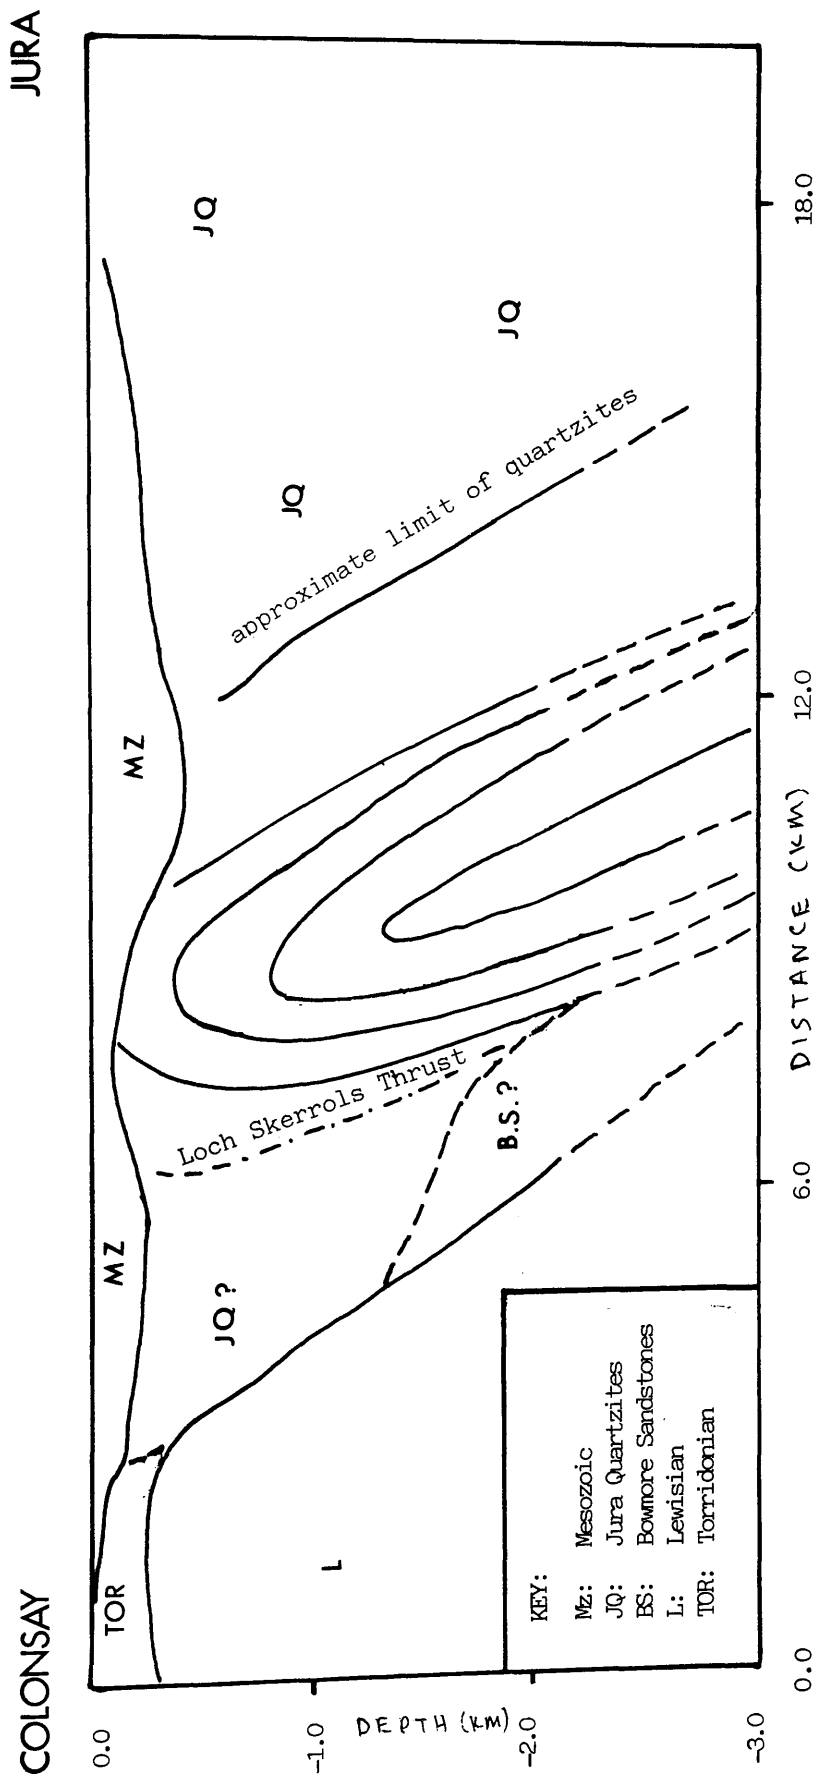 COLONSAY
JURA
TOR
MZ
MZ
JQ
JQ
JQ
JQ?
approximate limit of quartzites
Loch Skerrols Thrust
B.S.?
L
KEY:
Mz: Mesozoic
JQ: Jura Quartzites
BS: Bowmore Sandstones
L: Lewisian
TOR: Torridonian
0.0
-1.0
DEPTH (KM)
-2.0
-3.0
0.0
6.0
12.0
18.0
DISTANCE (KM)